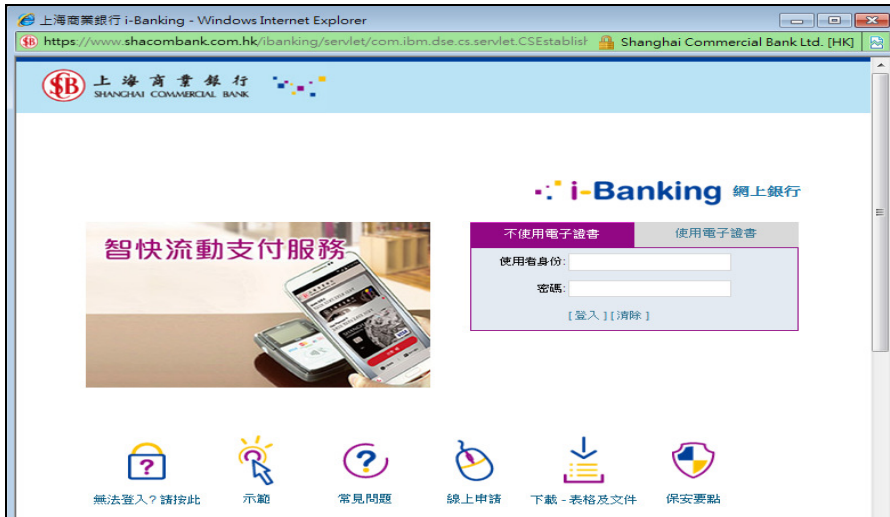 上海商業銀行 i-Banking - Windows Internet Explorer
https://www.shacombank.com.hk/ibanking/servlet/com.ibm.dse.cs.servlet.CSEstablish
Shanghai Commercial Bank Ltd. [HK]
上海商業銀行
SHANGHAI COMMERCIAL BANK
i-Banking 網上銀行
智快流動支付服務
不使用電子證書 使用電子證書
使用者身份:
密碼:
[ 登入 ] [ 清除 ]
無法登入？請按此 示範 常見問題 線上申請 下載 - 表格及文件 保安要點